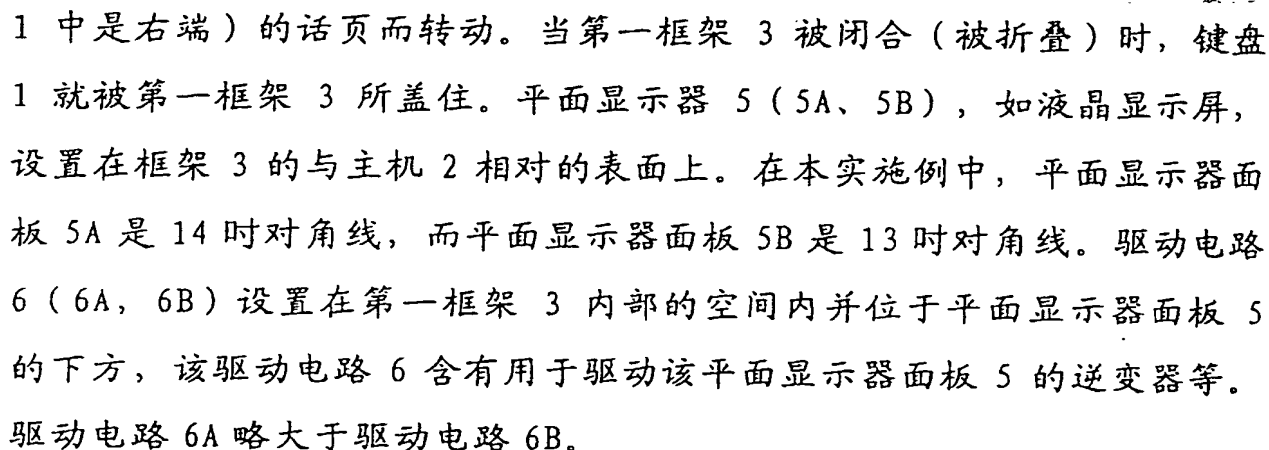 1 中是右端）的话页而转动。当第一框架 3 被闭合（被折叠）时，键盘
1 就被第一框架 3 所盖住。平面显示器 5（5A、5B），如液晶显示屏，
设置在框架 3 的与主机 2 相对的表面上。在本实施例中，平面显示器面
板 5A 是 14 吋对角线，而平面显示器面板 5B 是 13 吋对角线。驱动电路
6（6A，6B）设置在第一框架 3 内部的空间内并位于平面显示器面板 5
的下方，该驱动电路 6 含有用于驱动该平面显示器面板 5 的逆变器等。
驱动电路 6A 略大于驱动电路 6B。